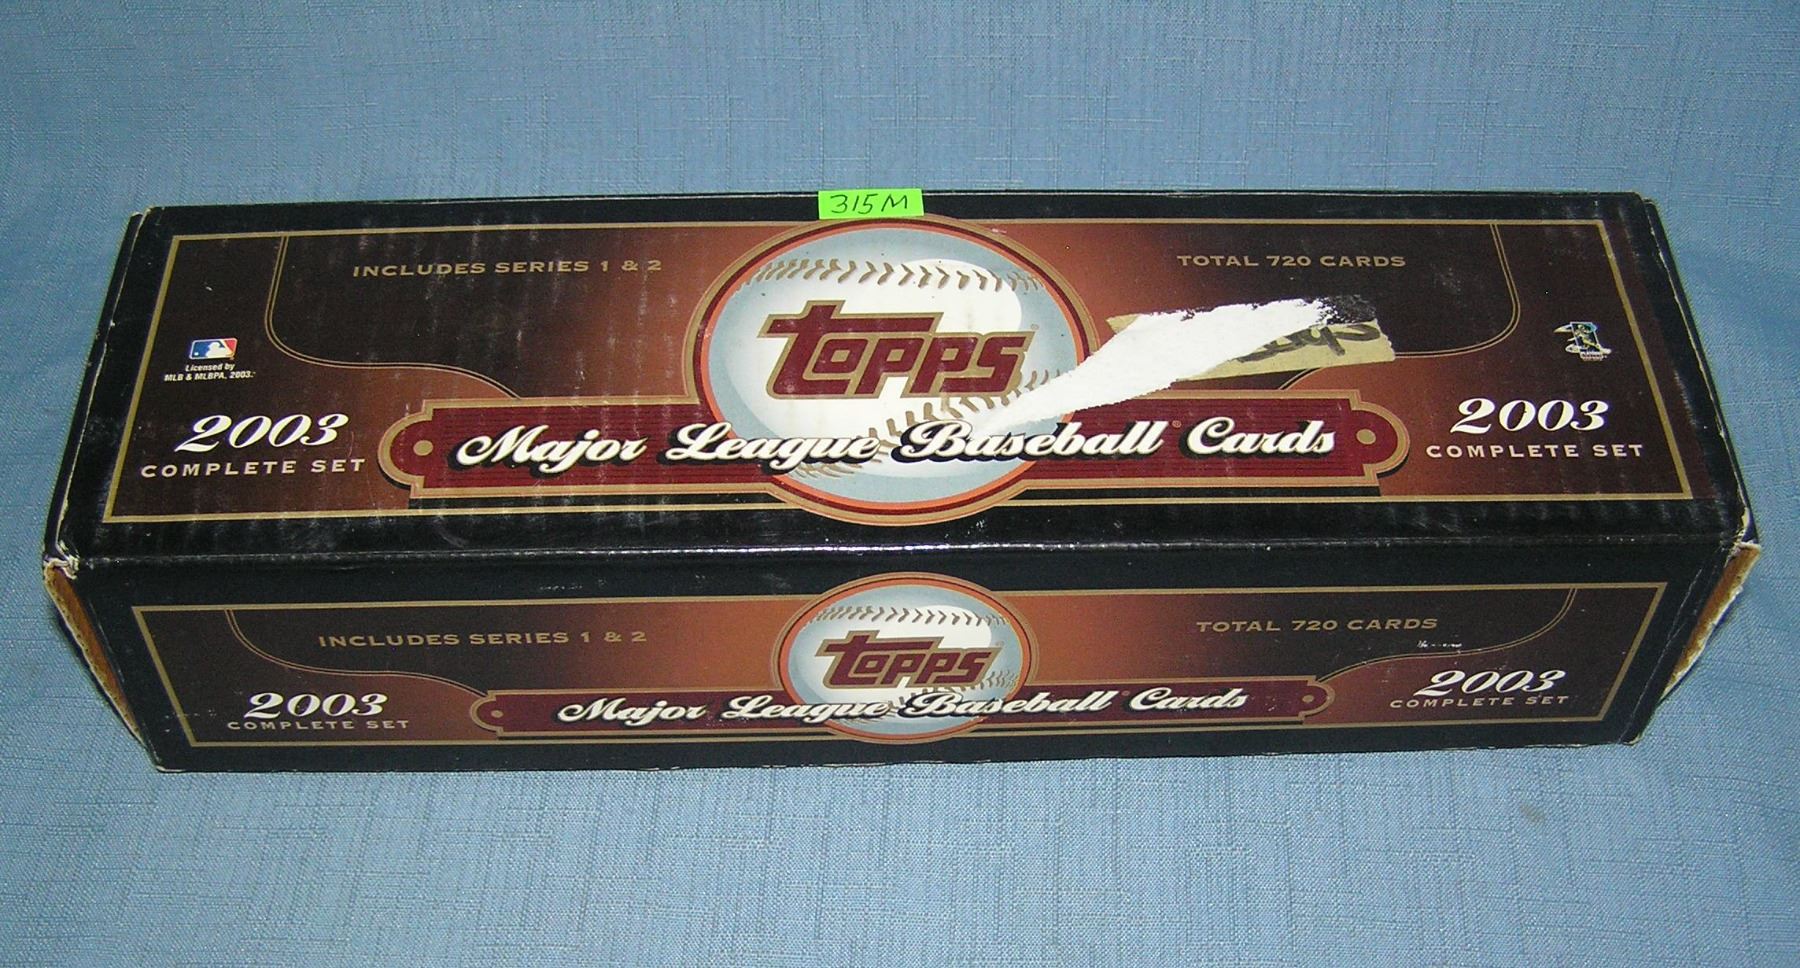 315M
INCLUDES SERIES 1 & 2
TOTAL 720 CARDS
TOPPS
Licensed by
MLB & MLBPA, 2003.
2003
COMPLETE SET
Major League Baseball® Cards
2003
COMPLETE SET
INCLUDES SERIES 1 & 2
TOTAL 720 CARDS
TOPPS
2003
COMPLETE SET
Major League Baseball® Cards
2003
COMPLETE SET